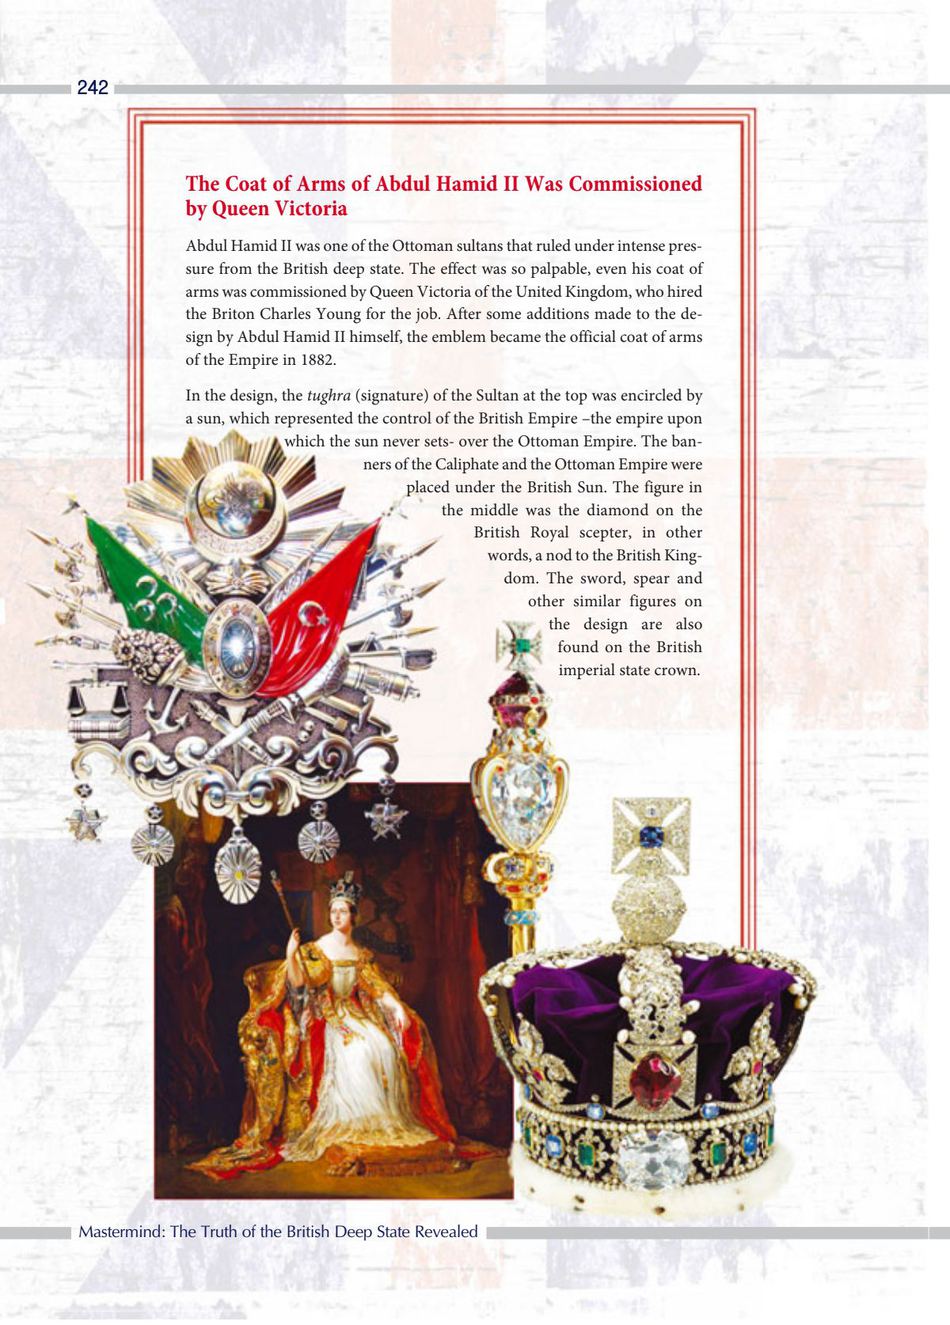 242
The Coat of Arms of Abdul Hamid II Was Commissioned
by Queen Victoria
Abdul Hamid II was one of the Ottoman sultans that ruled under intense pres-
sure from the British deep state. The effect was so palpable, even his coat of
arms was commissioned by Queen Victoria of the United Kingdom, who hired
the Briton Charles Young for the job. After some additions made to the de-
sign by Abdul Hamid II himself, the emblem became the official coat of arms
of the Empire in 1882.
In the design, the tughra (signature) of the Sultan at the top was encircled by
a sun, which represented the control of the British Empire –the empire upon
which the sun never sets- over the Ottoman Empire. The ban-
ners of the Caliphate and the Ottoman Empire were
placed under the British Sun. The figure in
the middle was the diamond on the
British Royal scepter, in other
words, a nod to the British King-
dom. The sword, spear and
other similar figures on
the design are also
found on the British
imperial state crown.
Mastermind: The Truth of the British Deep State Revealed